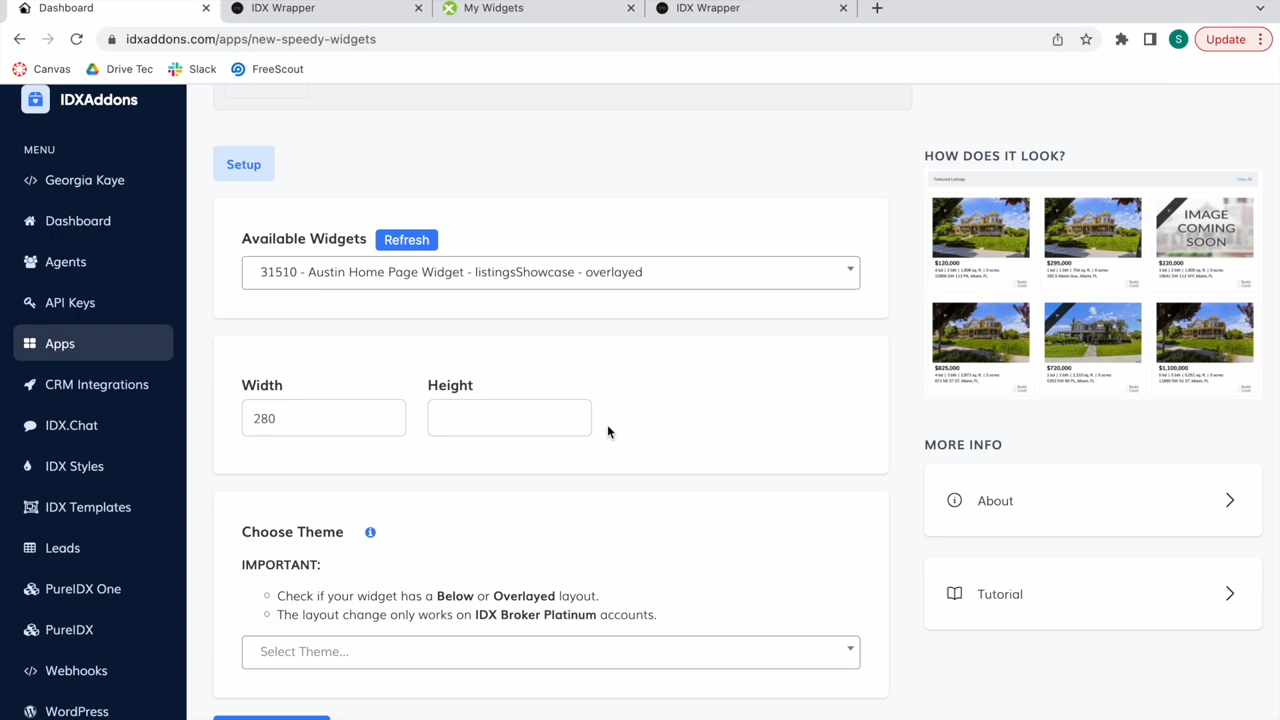 Dashboard
IDX Wrapper
My Widgets
IDX Wrapper
idxaddons.com/apps/new-speedy-widgets
S
Update
Canvas
Drive Tec
Slack
FreeScout
IDXAddons
MENU
Georgia Kaye
Dashboard
Agents
API Keys
Apps
CRM Integrations
IDX.Chat
IDX Styles
IDX Templates
Leads
PureIDX One
PureIDX
Webhooks
WordPress
Setup
Available Widgets
Refresh
31510 - Austin Home Page Widget - listingsShowcase - overlayed
Width
Height
280
Choose Theme
IMPORTANT:
Check if your widget has a Below or Overlayed layout.
The layout change only works on IDX Broker Platinum accounts.
Select Theme...
HOW DOES IT LOOK?
Featured Listings
View All
IMAGE
COMING
SOON
$120,000
$295,000
$220,000
$825,000
$720,000
$1,100,000
MORE INFO
About
Tutorial